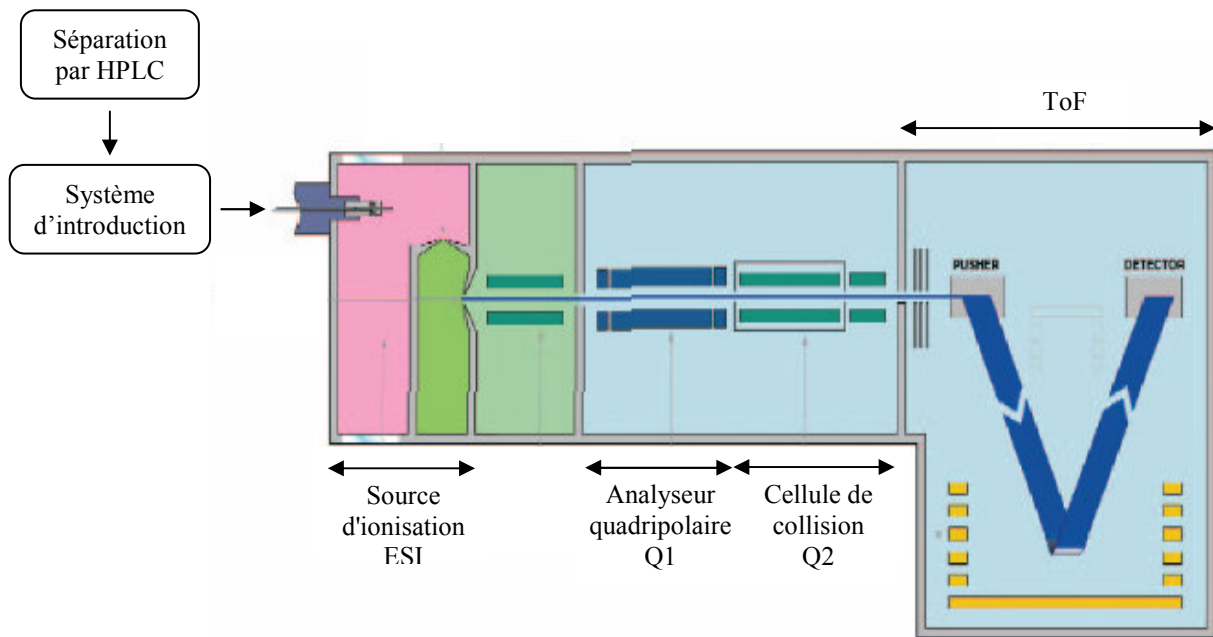 Séparation
par HPLC
ToF
Système
d’introduction
PUSHER
DETECTOR
Source
d'ionisation
ESI
Analyseur
quadripolaire
Q1
Cellule de
collision
Q2